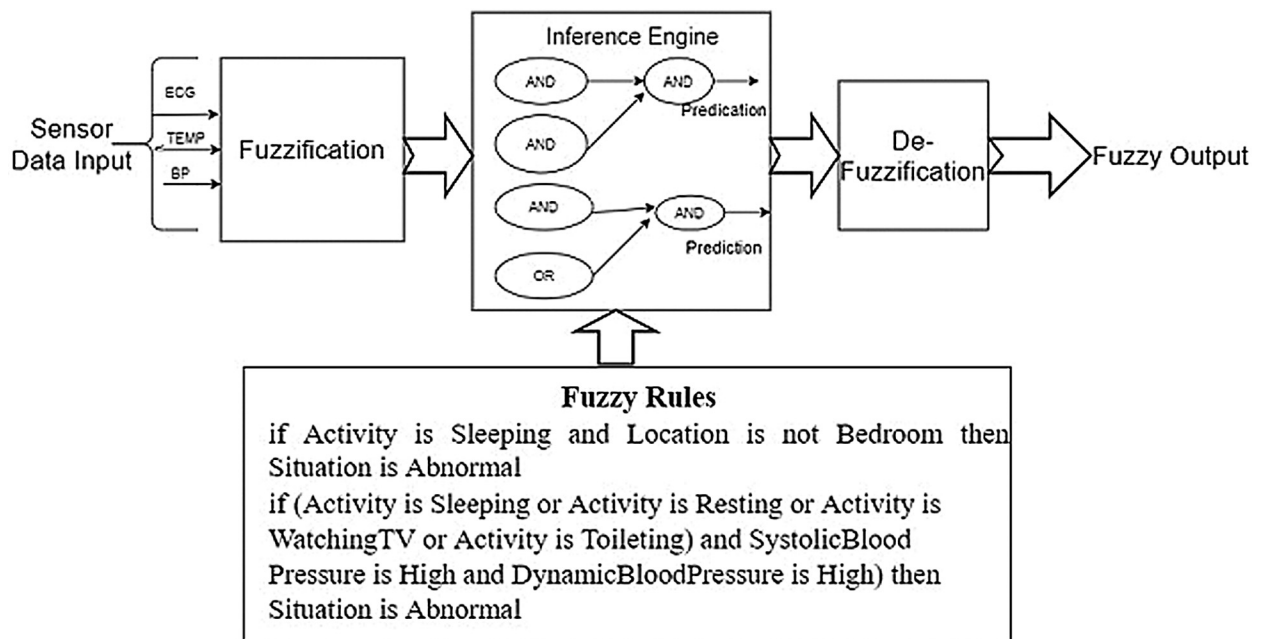 Sensor
Data Input
ECG
TEMP
BP
Fuzzification
Inference Engine
AND
AND
Predication
AND
AND
AND
Prediction
OR
De-
Fuzzification
Fuzzy Output
Fuzzy Rules
if Activity is Sleeping and Location is not Bedroom then
Situation is Abnormal
if (Activity is Sleeping or Activity is Resting or Activity is
WatchingTV or Activity is Toileting) and SystolicBlood
Pressure is High and DynamicBloodPressure is High) then
Situation is Abnormal